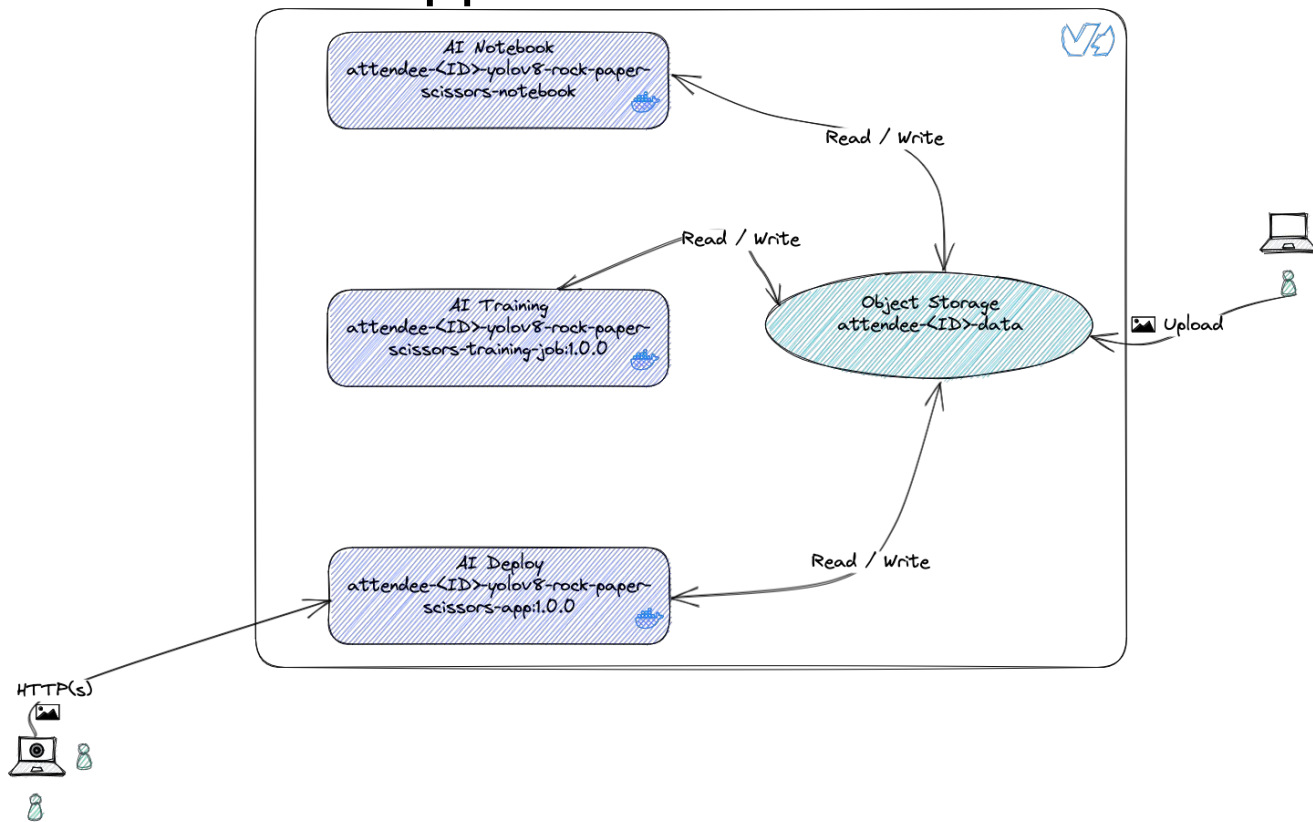 AI Notebook
attendee-<ID>-yolov8-rock-paper-
scissors-notebook
Read / Write
Read / Write
AI Training
attendee-<ID>-yolov8-rock-paper-
scissors-training-job:1.0.0
Object Storage
attendee-<ID>-data
Upload
AI Deploy
attendee-<ID>-yolov8-rock-paper-
scissors-app:1.0.0
Read / Write
HTTP(s)